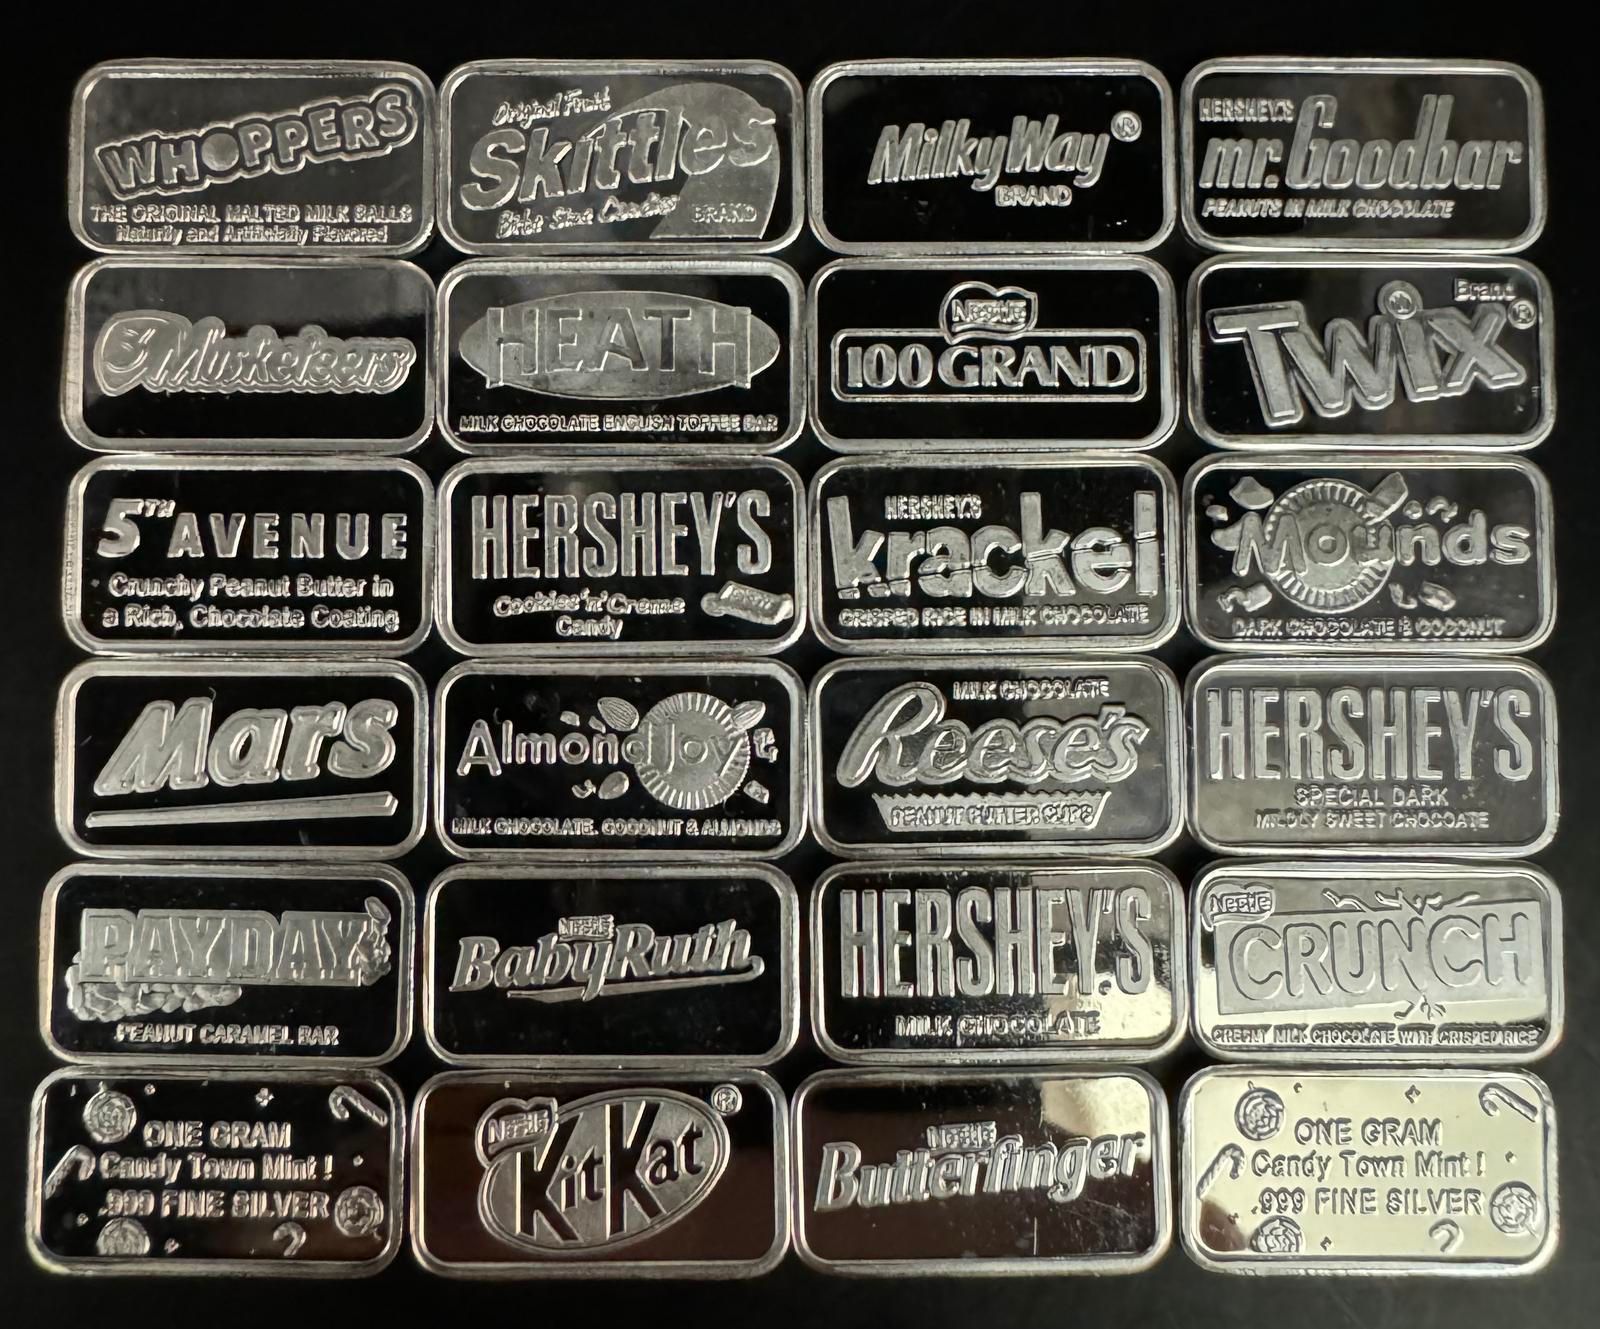 WHOPPERS
THE ORIGINAL MALTED MILK BALLS
Naturally and Artificially Flavored
Original Fruit
Skittles
Bite Size Candies BRAND
MilkyWay®
BRAND
HERSHEY'S
mr. Goodbar
PEANUTS IN MILK CHOCOLATE
3 Musketeers
HEATH
MILK CHOCOLATE ENGLISH TOFFEE BAR
Nestle
100 GRAND
Brand
Twix®
5TH AVENUE
Crunchy Peanut Butter in
a Rich, Chocolate Coating
HERSHEY'S
Cookies 'n' Creme
Candy
HERSHEY'S
krackel
CRISPED RICE IN MILK CHOCOLATE
Mounds
DARK CHOCOLATE & COCONUT
Mars
Almond Joy
MILK CHOCOLATE, COCONUT & ALMONDS
MILK CHOCOLATE
Reese's
PEANUT BUTTER CUPS
HERSHEY'S
SPECIAL DARK
MILDLY SWEET CHOCOATE
PAYDAY
PEANUT CARAMEL BAR
Nestle
BabyRuth
HERSHEY'S
MILK CHOCOLATE
Nestle
CRUNCH
CREAMY MILK CHOCOLATE WITH CRISPED RICE
ONE GRAM
Candy Town Mint!
.999 FINE SILVER
Nestle
KitKat®
Nestle
Butterfinger
ONE GRAM
Candy Town Mint!
.999 FINE SILVER